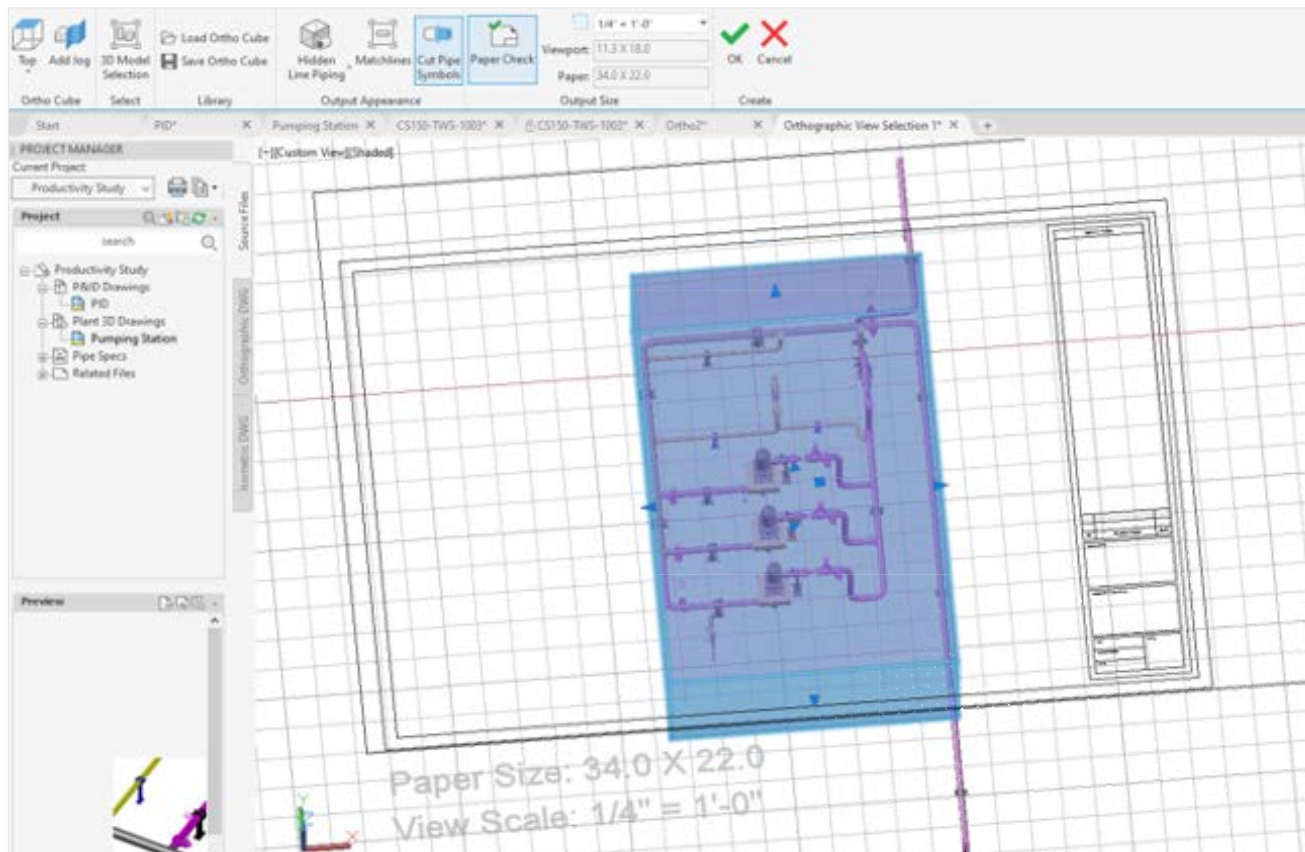 1/4" = 1'-0"
Load Ortho Cube
Save Ortho Cube
Viewport: 11.3 X 18.0
Paper: 34.0 X 22.0
Top
Add Jog
3D Model
Selection
Hidden
Line Piping
Matchlines
Cut Pipe
Symbols
Paper Check
OK
Cancel
Ortho Cube
Select
Library
Output Appearance
Output Size
Create
Start
PID*
Pumping Station
CS150-TWS-1003*
CS150-TWS-1003*
Ortho2*
Orthographic View Selection 1*
PROJECT MANAGER
[-][Custom View][Shaded]
Current Project:
Productivity Study
Project
search
Productivity Study
P&ID Drawings
PID
Plant 3D Drawings
Pumping Station
Pipe Specs
Related Files
Source Files
Orthographic DWG
Isometric DWG
Preview
Paper Size: 34.0 X 22.0
View Scale: 1/4" = 1'-0"
Y
Z
X